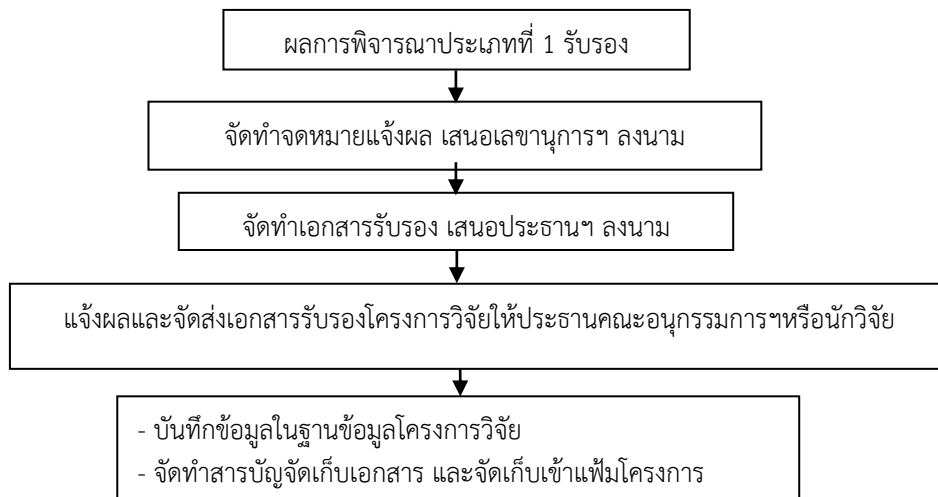 ผลการพิจารณาประเภทที่ 1 รับรอง
จัดทำจดหมายแจ้งผล เสนอเลขานุการฯ ลงนาม
จัดทำเอกสารรับรอง เสนอประธานฯ ลงนาม
แจ้งผลและจัดส่งเอกสารรับรองโครงการวิจัยให้ประธานคณะอนุกรรมการฯหรือนักวิจัย
- บันทึกข้อมูลในฐานข้อมูลโครงการวิจัย
- จัดทำสารบัญจัดเก็บเอกสาร และจัดเก็บเข้าแฟ้มโครงการ